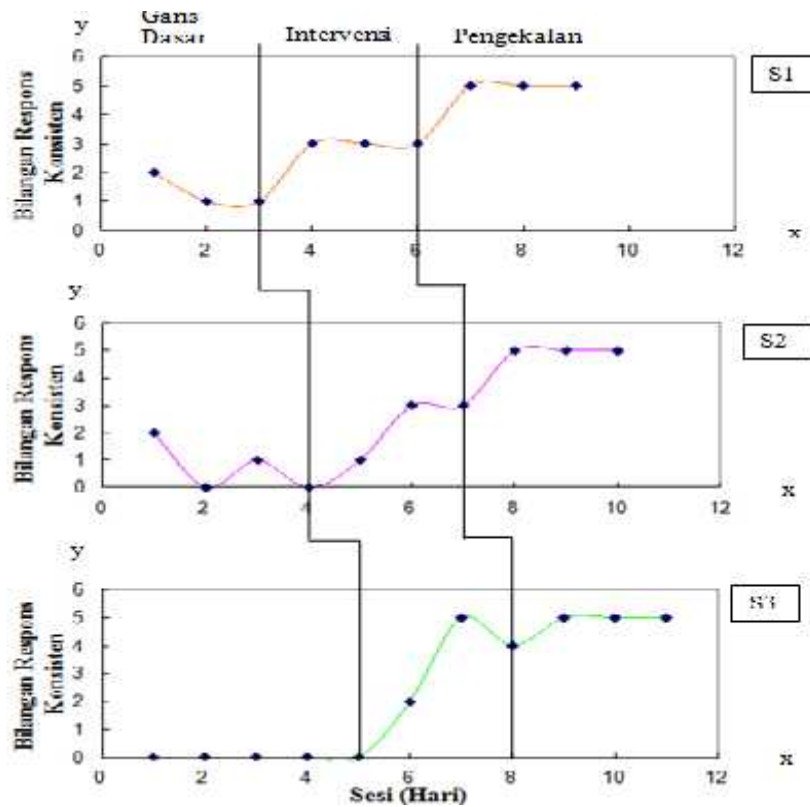 y
Garis
Dasar
Intervensi
Pengekalan
S1
Bilangan Respons
Konsisten
6
5
4
3
2
1
0
0 2 4 6 8 10 12
x
y
S2
Bilangan Respons
Konsisten
6
5
4
3
2
1
0
0 2 4 6 8 10 12
x
y
S3
Bilangan Respons
Konsisten
6
5
4
3
2
1
0
0 2 4 6 8 10 12
x
Sesi (Hari)